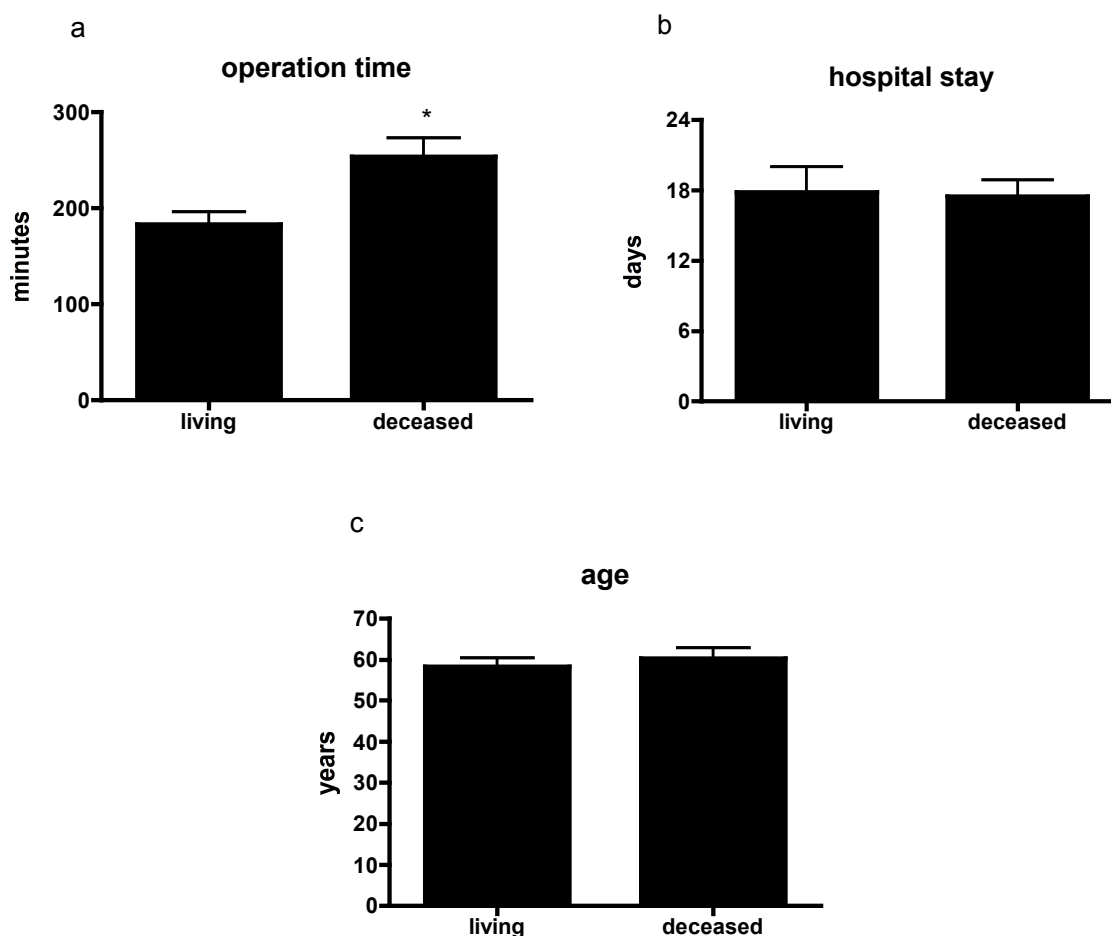 a
operation time
minutes
300
*
200
100
0
living deceased
b
hospital stay
days
24
18
12
6
0
living deceased
c
age
years
70
60
50
40
30
20
10
0
living deceased